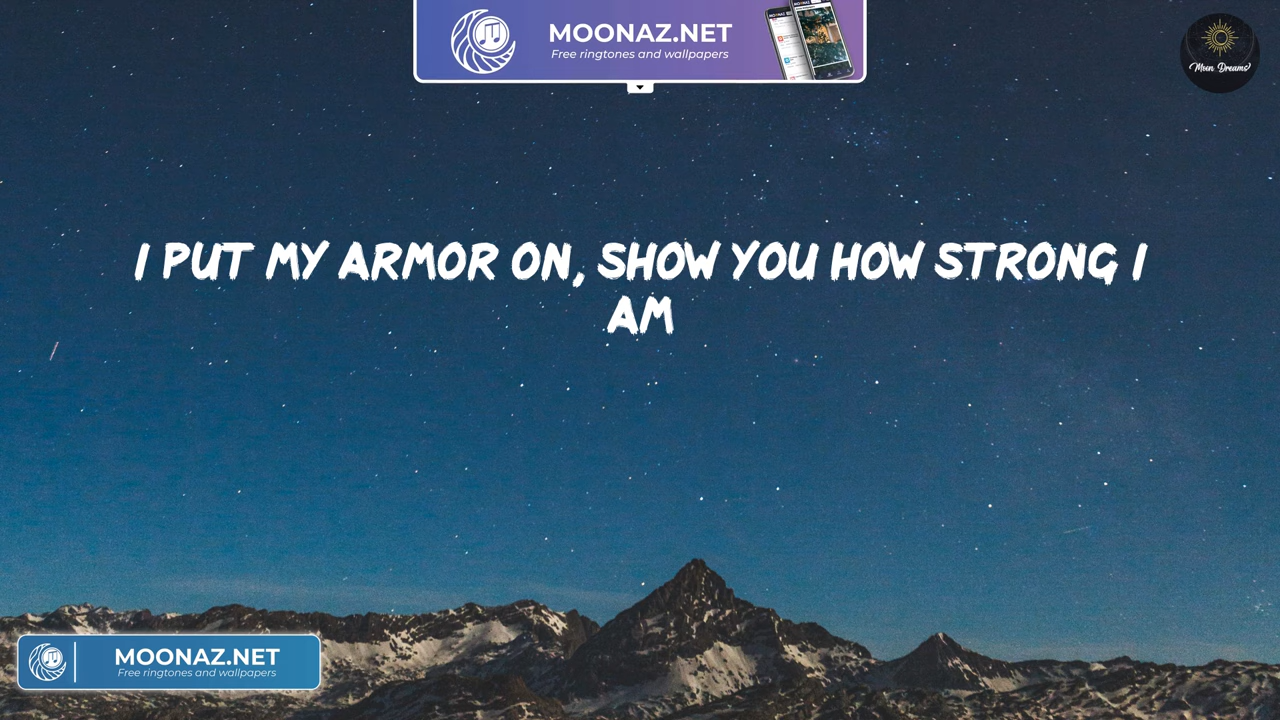 MOONAZ.NET
Free ringtones and wallpapers
Moon Dreams
I PUT MY ARMOR ON, SHOW YOU HOW STRONG I
AM
MOONAZ.NET
Free ringtones and wallpapers